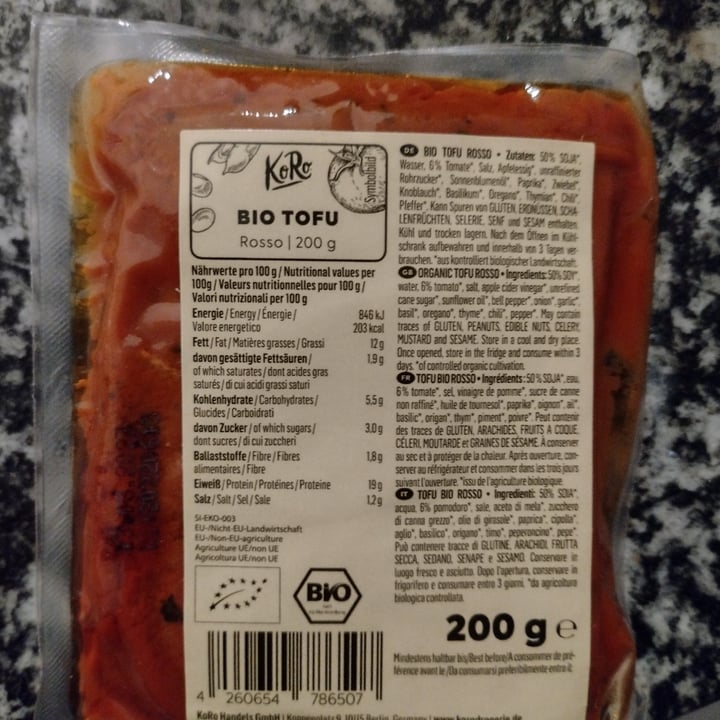 KoRo
Symbolbild
BIO TOFU
Rosso | 200 g
Nährwerte pro 100 g / Nutritional values per
100g / Valeurs nutritionnelles pour 100 g /
Valori nutrizionali per 100 g
Energie / Energy / Énergie / 846 kJ
Valore energetico 203 kcal
Fett / Fat / Matières grasses / Grassi 12 g
davon gesättigte Fettsäuren / 1,9 g
of which saturates / dont acides gras
saturés / di cui acidi grassi saturi
Kohlenhydrate / Carbohydrates / 5,5 g
Glucides / Carboidrati
davon Zucker / of which sugars / 3,0 g
dont sucres / di cui zuccheri
Ballaststoffe / Fibre / Fibres 1,8 g
alimentaires / Fibre
Eiweiß / Protein / Protéines / Proteine 19 g
Salz / Salt / Sel / Sale 1,2 g
SI-EKO-003
EU-/Nicht-EU-Landwirtschaft
EU-/Non-EU-agriculture
Agriculture UE/non UE
Agricoltura UE/non UE
BIO
4 260654 786507
KoRo Handels GmbH | Koppenplatz 9, 10115 Berlin, Germany | www.korodrogerie.de
DE BIO TOFU ROSSO • Zutaten: 50% SOJA*,
Wasser, 6% Tomate*, Salz, Apfelessig*, unraffinierter
Rohrzucker*, Sonnenblumenöl*, Paprika*, Zwiebel*,
Knoblauch*, Basilikum*, Oregano*, Thymian*, Chili*,
Pfeffer*. Kann Spuren von GLUTEN, ERDNÜSSEN, SCHA-
LENFRÜCHTEN, SELLERIE, SENF und SESAM enthalten.
Kühl und trocken lagern. Nach dem Öffnen im Kühl-
schrank aufbewahren und innerhalb von 3 Tagen ver-
brauchen. *aus kontrolliert biologischer Landwirtschaft.
GB ORGANIC TOFU ROSSO • Ingredients: 50% SOY*,
water, 6% tomato*, salt, apple cider vinegar*, unrefined
cane sugar*, sunflower oil*, bell pepper*, onion*, garlic*,
basil*, oregano*, thyme*, chili*, pepper*. May contain
traces of GLUTEN, PEANUTS, EDIBLE NUTS, CELERY,
MUSTARD and SESAME. Store in a cool and dry place.
Once opened, store in the fridge and consume within 3
days. *of controlled organic cultivation.
FR TOFU BIO ROSSO • Ingrédients: 50% SOJA*, eau,
6% tomate*, sel, vinaigre de pomme*, sucre de canne
non raffiné*, huile de tournesol*, paprika*, oignon*, ail*,
basilic*, origan*, thym*, piment*, poivre*. Peut contenir
des traces de GLUTEN, ARACHIDES, FRUITS A COQUE,
CÉLERI, MOUTARDE et GRAINES DE SÉSAME. À conserver
au sec et à protéger de la chaleur. Après ouverture, con-
server au réfrigérateur et consommer dans les trois jours
suivant l'ouverture. *issu de l'agriculture biologique.
IT TOFU BIO ROSSO • Ingredienti: 50% SOIA*,
acqua, 6% pomodoro*, sale, aceto di mela*, zucchero
di canna grezzo*, olio di girasole*, paprica*, cipolla*,
aglio*, basilico*, origano*, timo*, peperoncino*, pepe*.
Può contenere tracce di GLUTINE, ARACHIDI, FRUTTA
SECCA, SEDANO, SENAPE e SESAMO. Conservare in
luogo fresco e asciutto. Dopo l'apertura, conservare in
frigorifero e consumare entro 3 giorni. *da agricoltura
biologica controllata.
200 g e
Mindestens haltbar bis/Best before/A consommer de pré-
férence avant le /Da consumarsi preferibilmente entro il: